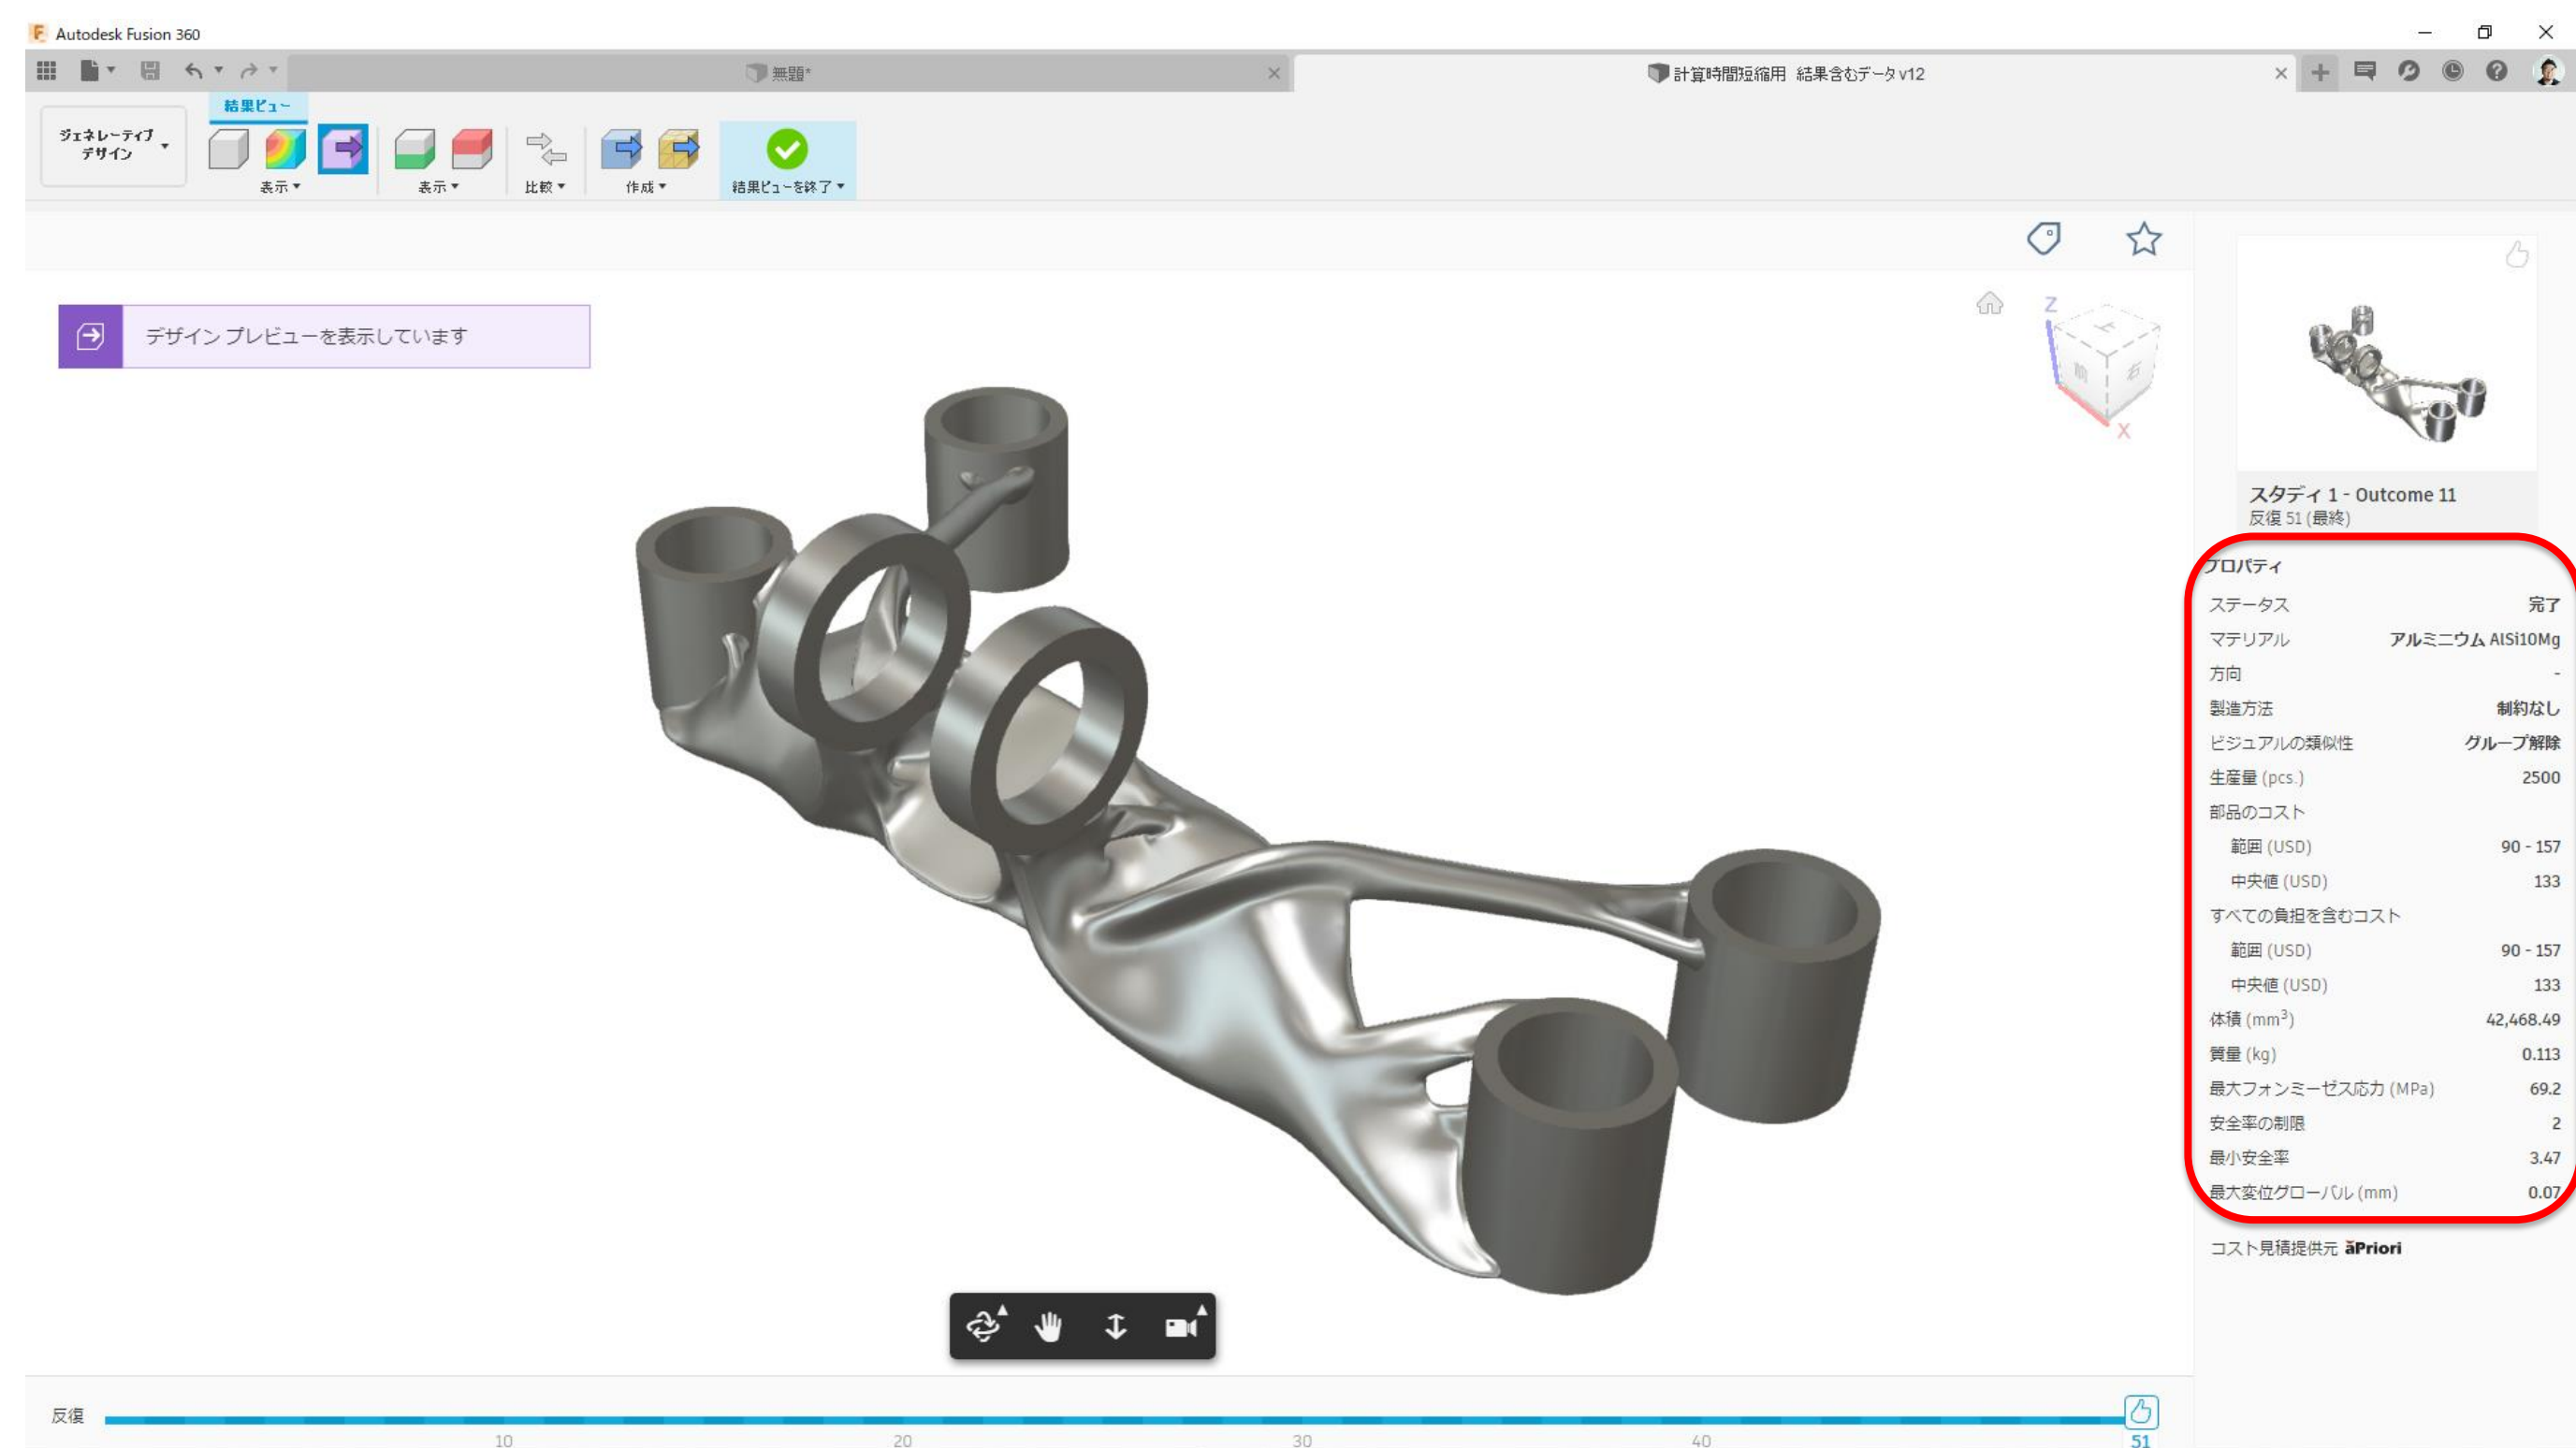 Autodesk Fusion 360
無題*
計算時間短縮用 結果含むデータ v12
結果ビュー
ジェネレーティブ
デザイン
表示
表示
比較
作成
結果ビューを終了
デザイン プレビューを表示しています
Z
上
前
右
X
スタディ 1 - Outcome 11
反復 51 (最終)
プロパティ
ステータス 完了
マテリアル アルミニウム AlSi10Mg
方向 -
製造方法 制約なし
ビジュアルの類似性 グループ解除
生産量 (pcs.) 2500
部品のコスト
範囲 (USD) 90 - 157
中央値 (USD) 133
すべての負担を含むコスト
範囲 (USD) 90 - 157
中央値 (USD) 133
体積 (mm³) 42,468.49
質量 (kg) 0.113
最大フォンミーゼス応力 (MPa) 69.2
安全率の制限 2
最小安全率 3.47
最大変位グローバル (mm) 0.07
コスト見積提供元 aPriori
反復
10
20
30
40
51